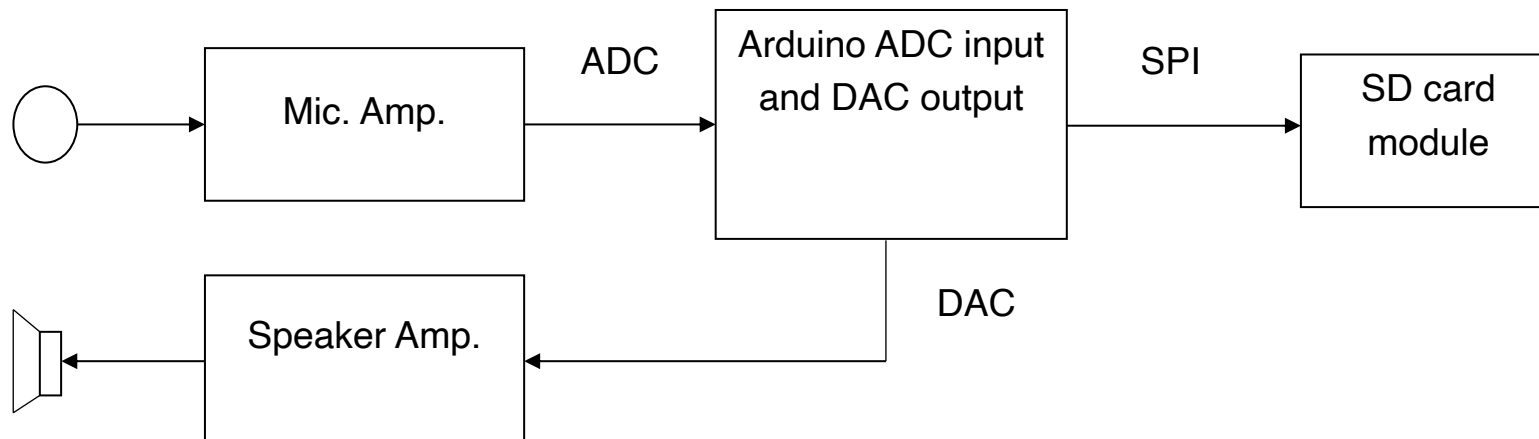 Mic. Amp.
ADC
Arduino ADC input
and DAC output
SPI
SD card
module
DAC
Speaker Amp.